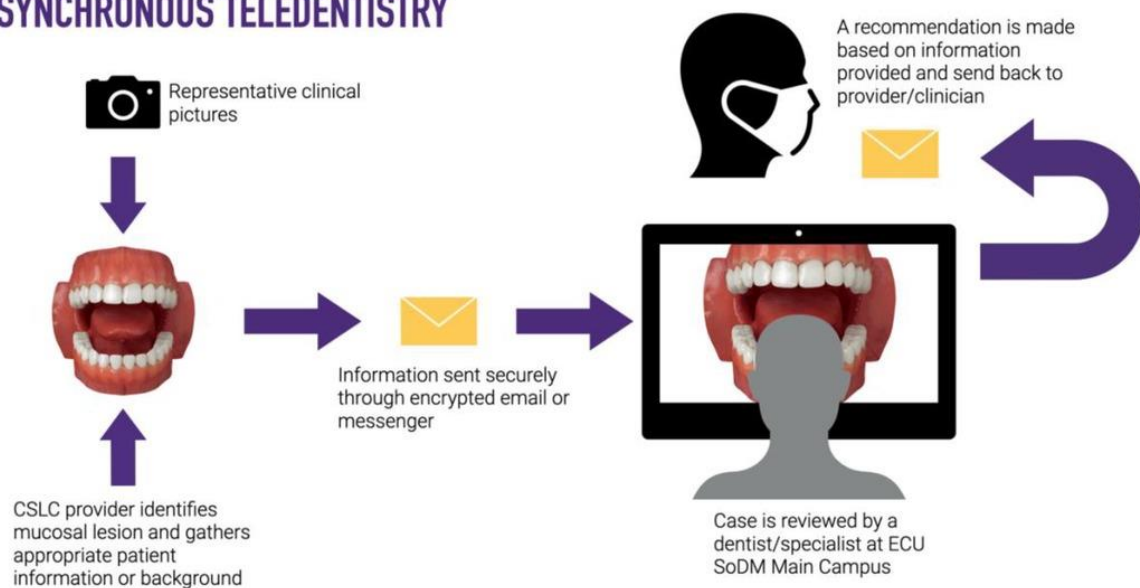 SYNCHRONOUS TELEDENTISTRY
Representative clinical
pictures
CSLC provider identifies
mucosal lesion and gathers
appropriate patient
information or background
Information sent securely
through encrypted email or
messenger
Case is reviewed by a
dentist/specialist at ECU
SoDM Main Campus
A recommendation is made
based on information
provided and send back to
provider/clinician